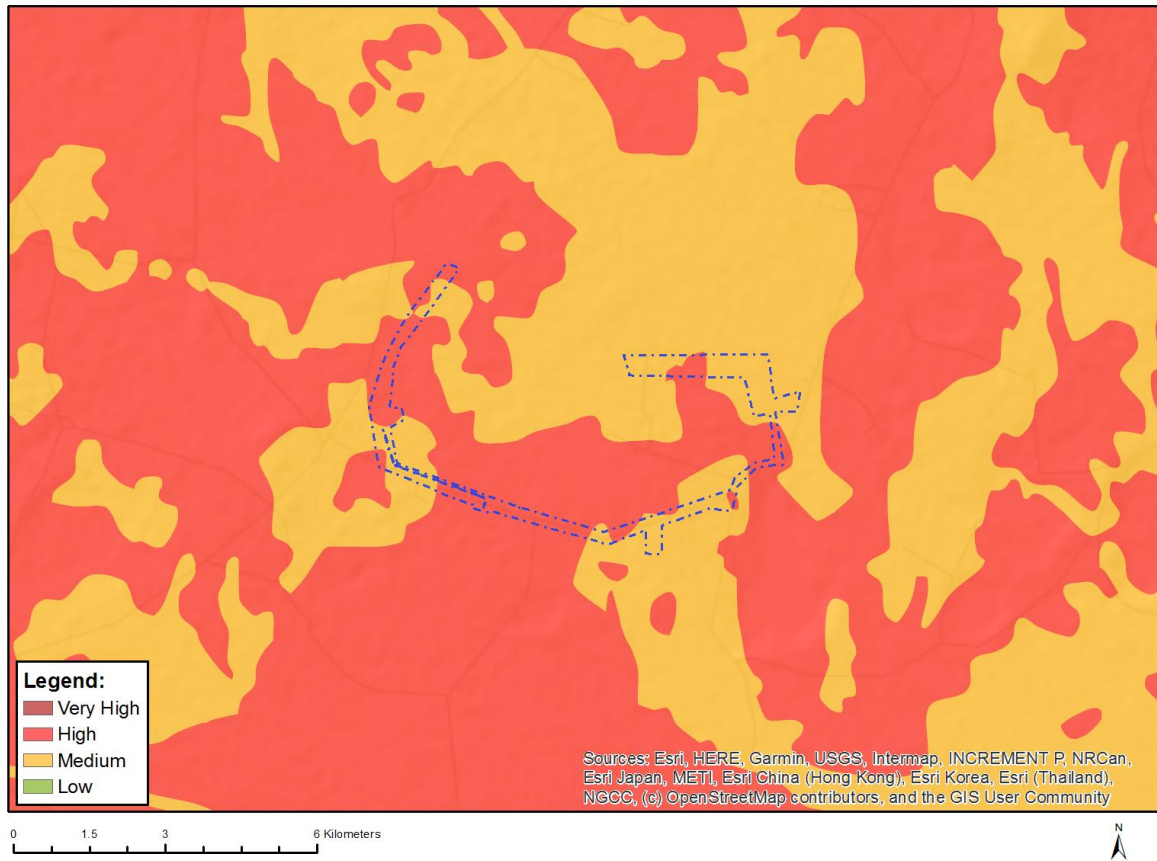 Legend:
Very High
High
Medium
Low
Sources: Esri, HERE, Garmin, USGS, Intermap, INCREMENT P, NRCan,
Esri Japan, METI, Esri China (Hong Kong), Esri Korea, Esri (Thailand),
NGCC, (c) OpenStreetMap contributors, and the GIS User Community
0 1.5 3 6 Kilometers
N